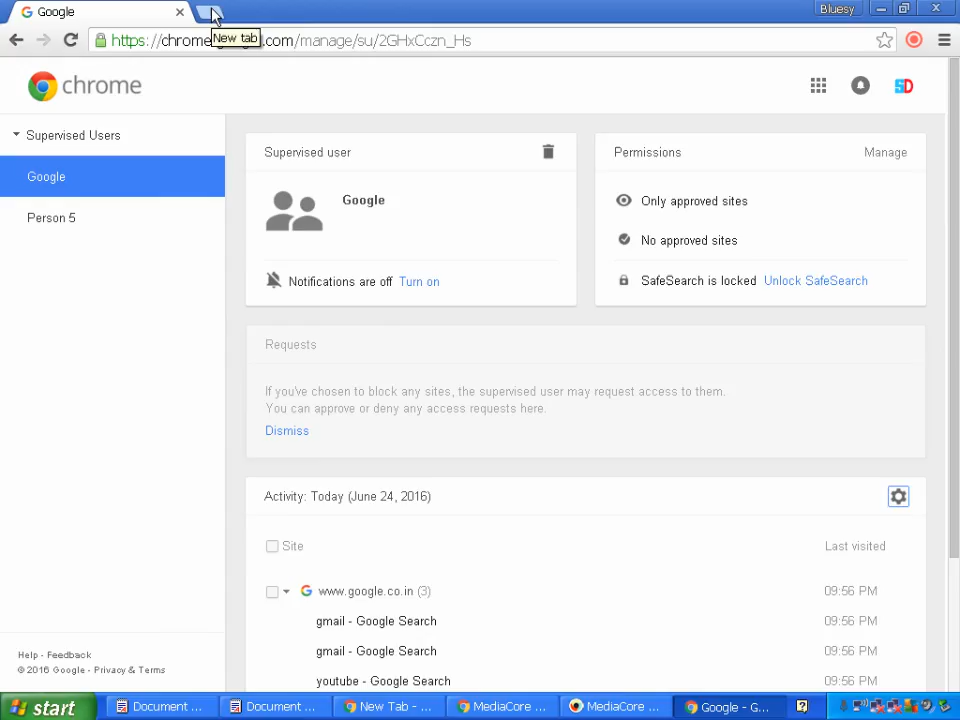 Google
Bluesy
https://chrome.google.com/manage/su/2GHxCczn_Hs
New tab
chrome
SD
Supervised Users
Google
Person 5
Supervised user
Google
Notifications are off Turn on
Permissions
Manage
Only approved sites
No approved sites
SafeSearch is locked Unlock SafeSearch
Requests
If you've chosen to block any sites, the supervised user may request access to them.
You can approve or deny any access requests here.
Dismiss
Activity: Today (June 24, 2016)
Site
Last visited
www.google.co.in (3)
09:56 PM
gmail - Google Search
09:56 PM
gmail - Google Search
09:56 PM
youtube - Google Search
09:56 PM
Help - Feedback
© 2016 Google - Privacy & Terms
start
Document ...
Document ...
New Tab - ...
MediaCore ...
MediaCore ...
Google - G...